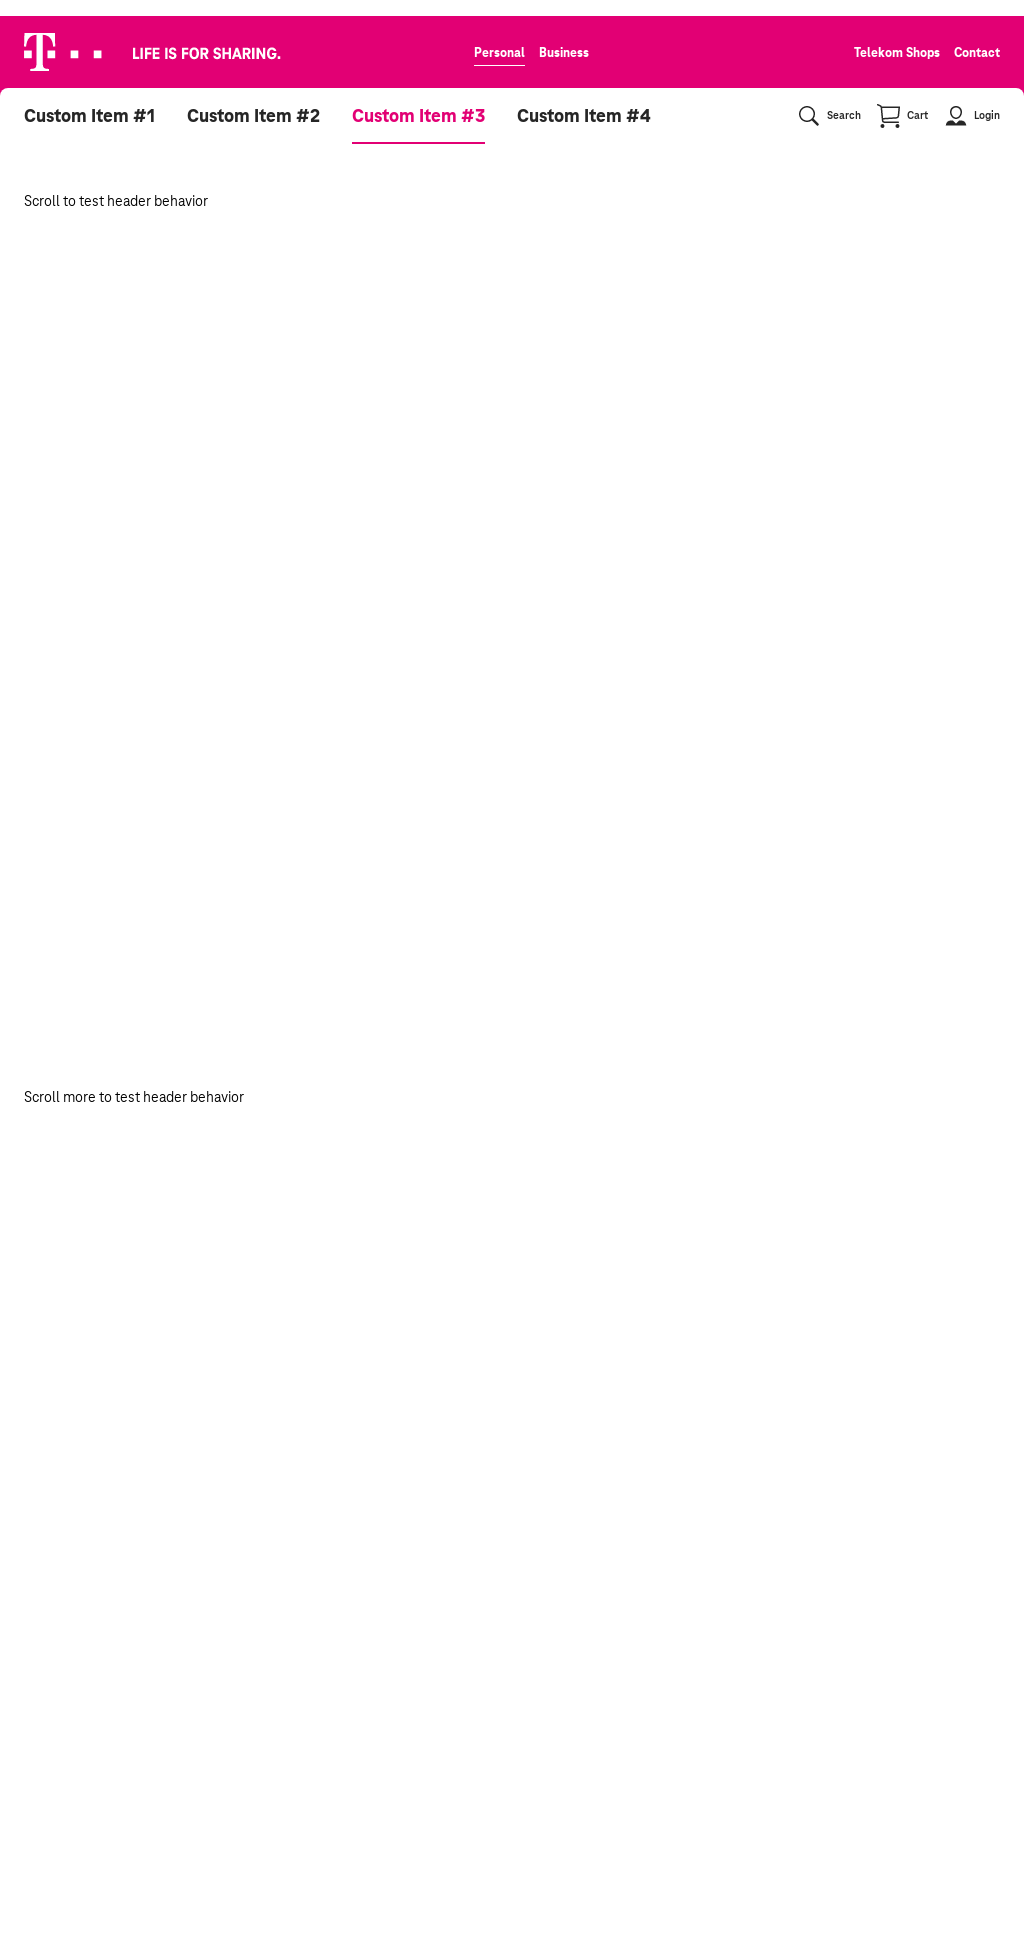 T LIFE IS FOR SHARING. Personal Business Telekom Shops Contact
Custom Item #1 Custom Item #2 Custom Item #3 Custom Item #4 Search Cart Login
Scroll to test header behavior
Scroll more to test header behavior